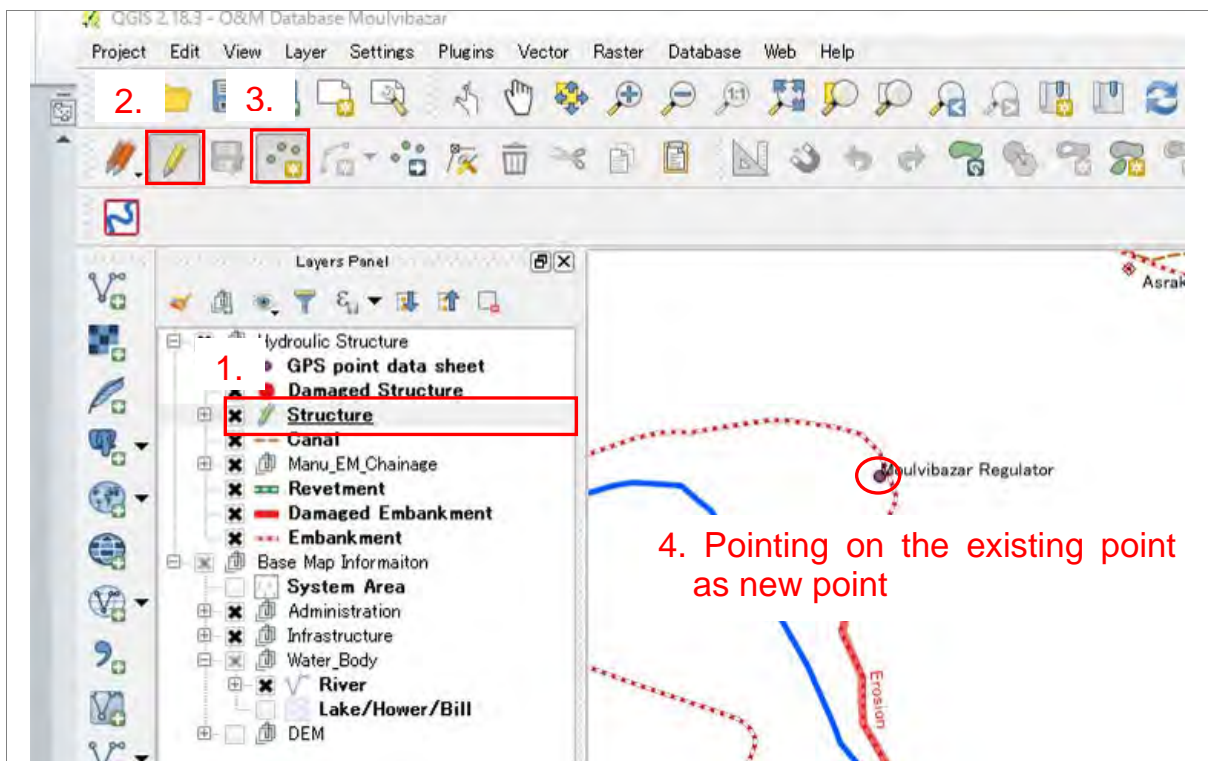 QGIS 2.18.3 - O&M Database Moulvibazar
Project Edit View Layer Settings Plugins Vector Raster Database Web Help
2. 3.
1:1
Layers Panel
Hydroulic Structure
1. GPS point data sheet
Damaged Structure
Structure
Canal
Manu_EM_Chainage
Revetment
Damaged Embankment
Embankment
Base Map Informaiton
System Area
Administration
Infrastructure
Water_Body
River
Lake/Hower/Bill
DEM
Asrak
Moulvibazar Regulator
4. Pointing on the existing point
as new point
Erosion